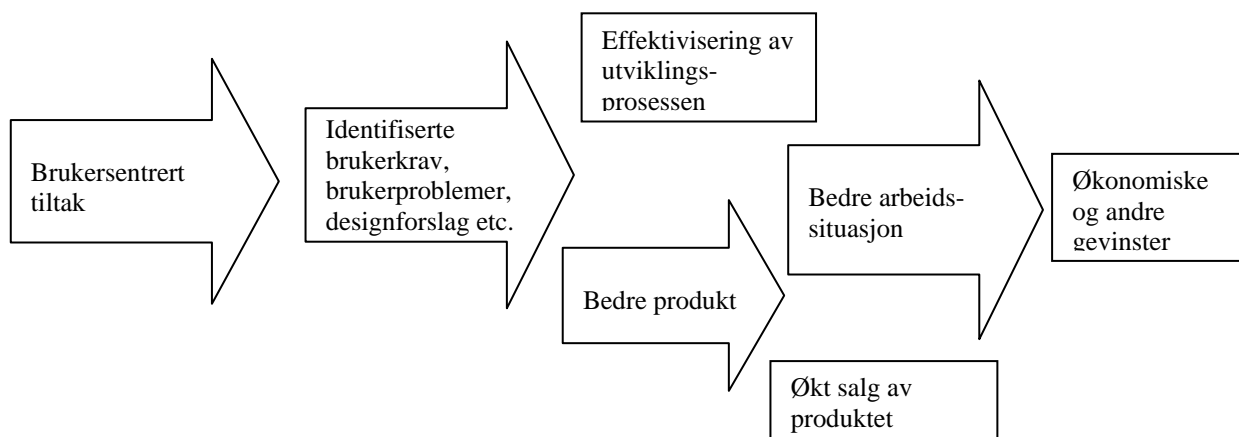 Brukersentrert
tiltak
Identifiserte
brukerkrav,
brukerproblemer,
designforslag etc.
Effektivisering av
utviklings-
prosessen
Bedre produkt
Bedre arbeids-
situasjon
Økt salg av
produktet
Økonomiske
og andre
gevinster